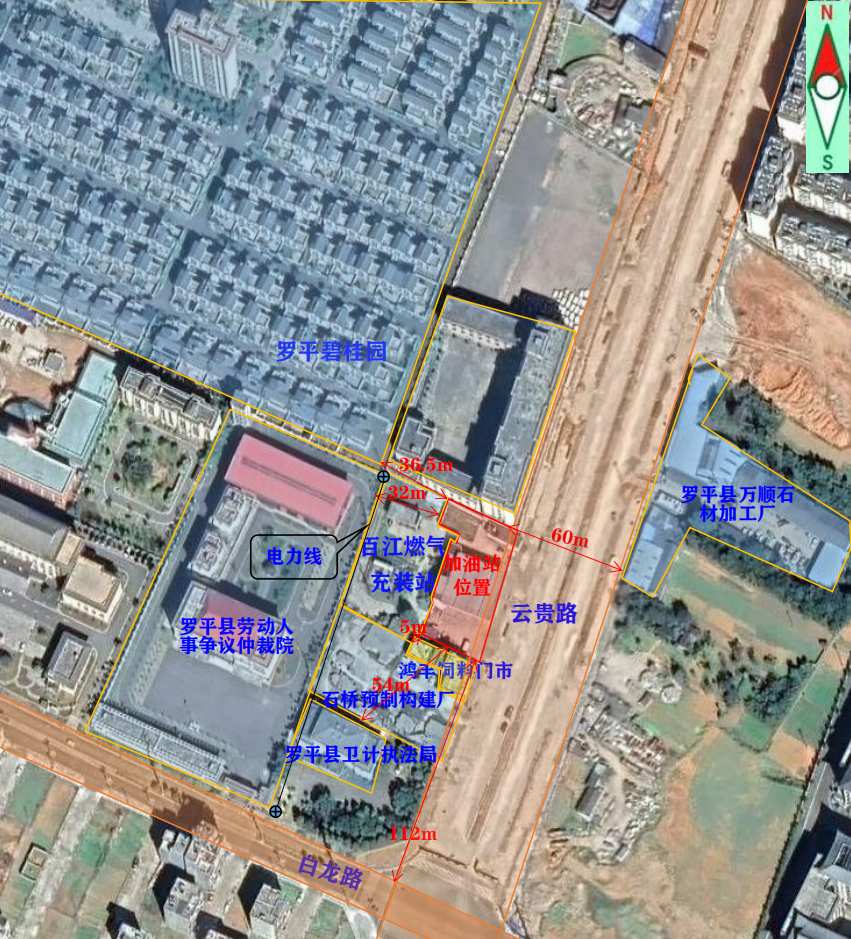 N
S
罗平碧桂园
36.5m
32m
罗平县万顺石
材加工厂
60m
电力线
百江燃气
充装站
加油站
位置
云贵路
罗平县劳动人
事争议仲裁院
5m
鸿丰饲料门市
54m
石桥预制构建厂
罗平县卫计执法局
112m
白龙路